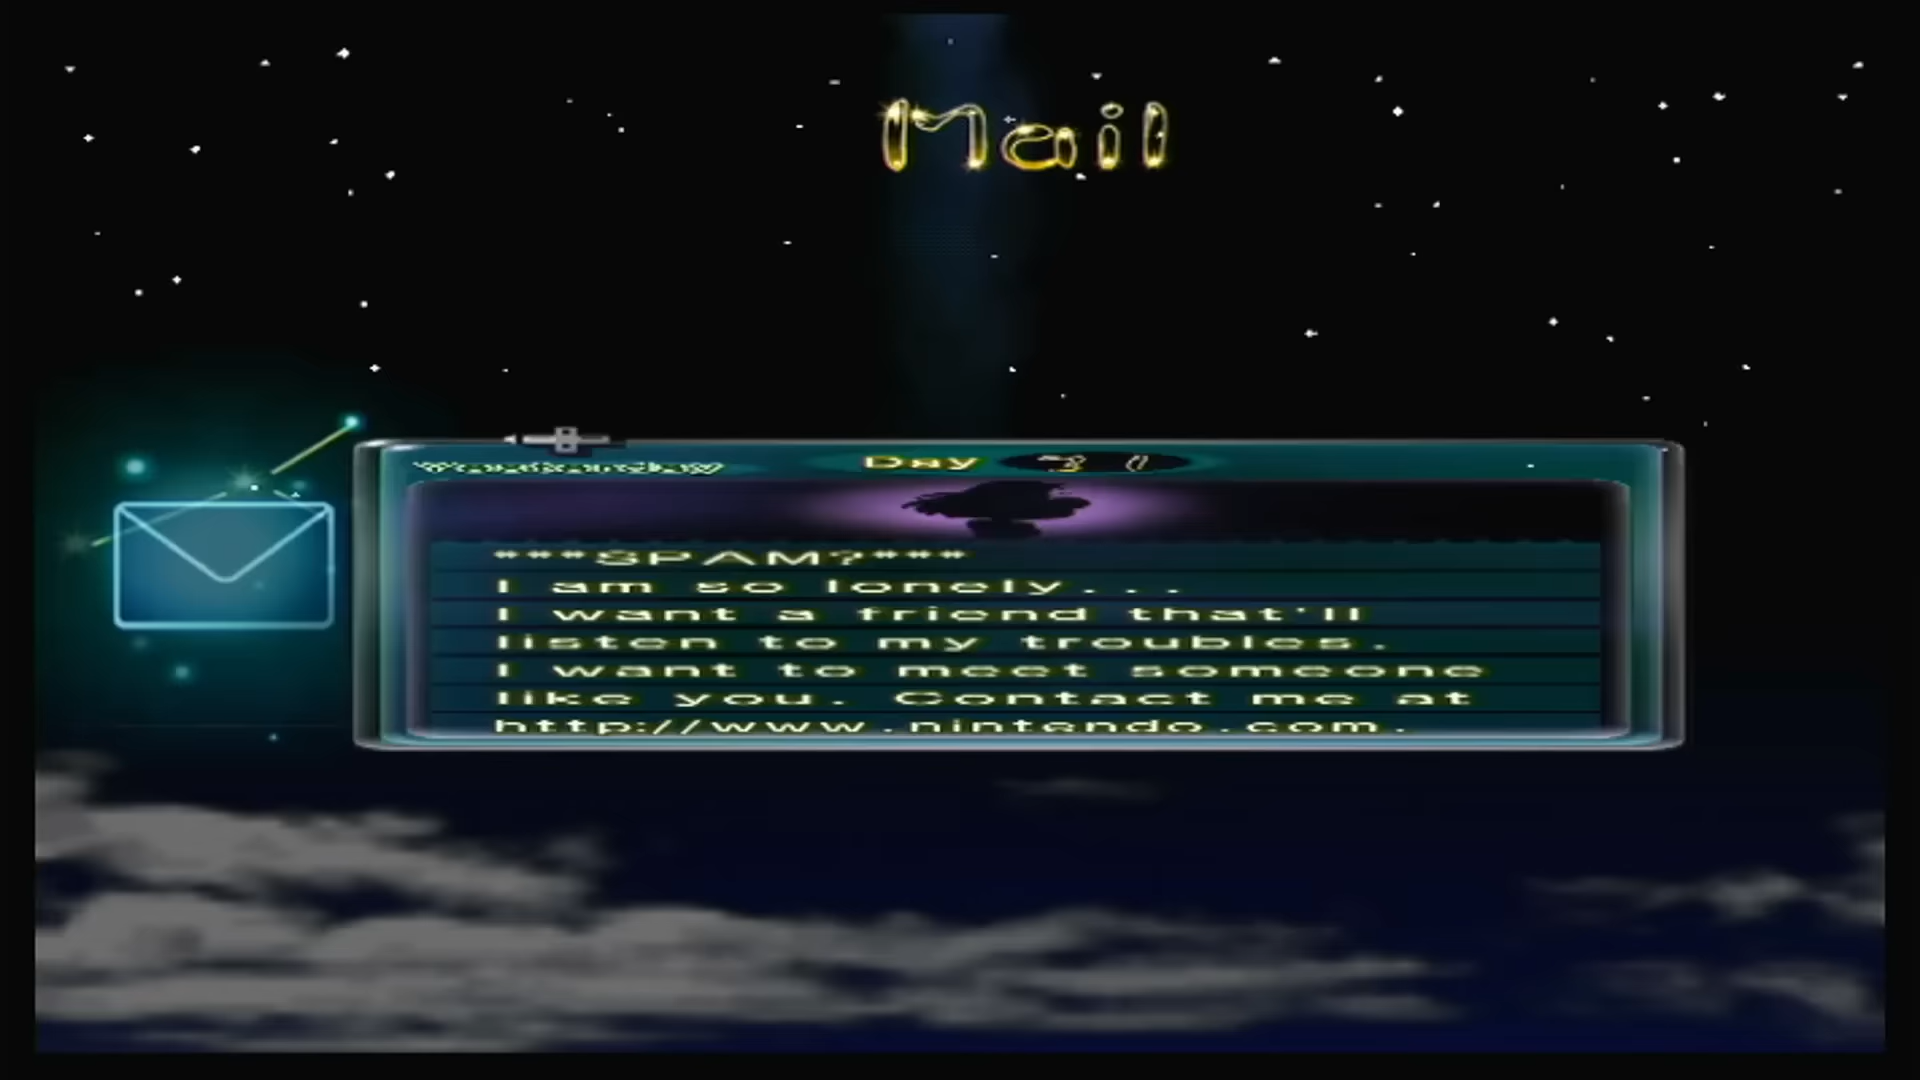 Mail
Day
***SPAM?***
I am so lonely...
I want a friend that'll
listen to my troubles.
I want to meet someone
like you. Contact me at
http://www.nintendo.com.